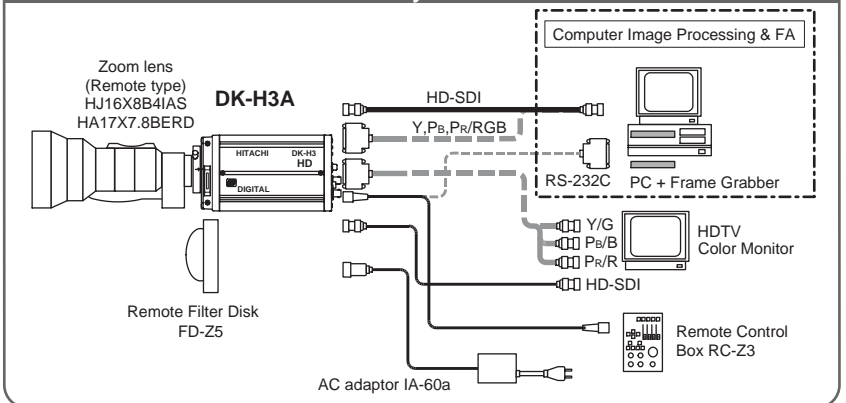 Computer Image Processing & FA
Zoom lens
(Remote type)
HJ16X8B4IAS
HA17X7.8BERD
DK-H3A
HD-SDI
Y,PB,PR/RGB
HITACHI DK-H3
HD
DIGITAL
RS-232C
PC + Frame Grabber
Y/G
PB/B
PR/R
HDTV
Color Monitor
HD-SDI
Remote Filter Disk
FD-Z5
Remote Control
Box RC-Z3
AC adaptor IA-60a